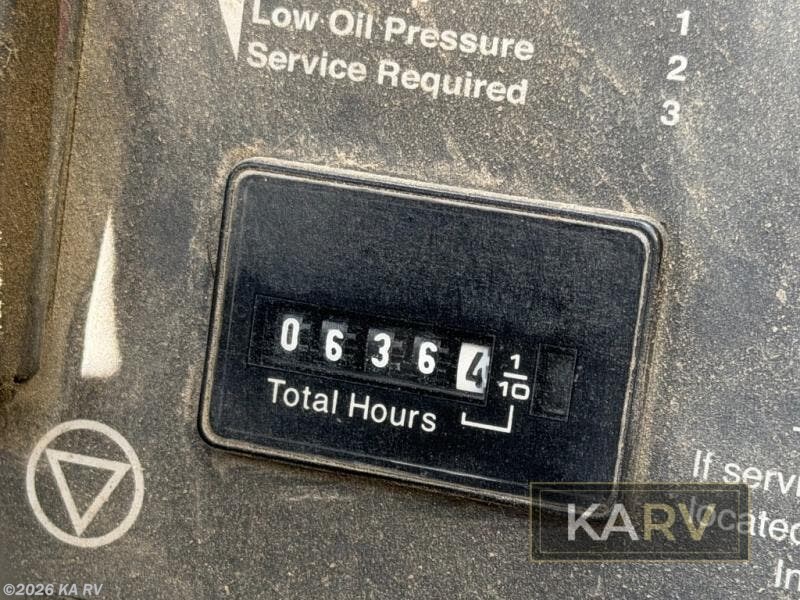 Low Oil Pressure 1
Service Required 2
3
0 6 3 6 4 1/10
Total Hours
If servi
located
In
KARV
©2026 KA RV